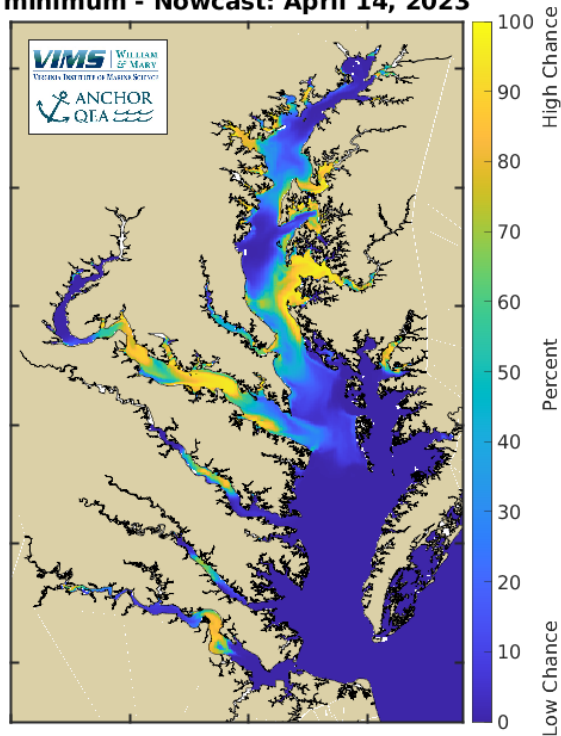 minimum - Nowcast: April 14, 2023
VIMS | WILLIAM & MARY
VIRGINIA INSTITUTE OF MARINE SCIENCE
ANCHOR
QEA
100
90
80
70
60
50
40
30
20
10
0
High Chance
Percent
Low Chance